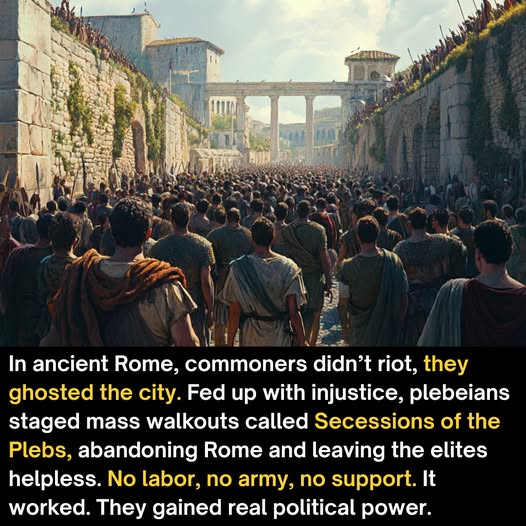 In ancient Rome, commoners didn’t riot, they
ghosted the city. Fed up with injustice, plebeians
staged mass walkouts called Secessions of the
Plebs, abandoning Rome and leaving the elites
helpless. No labor, no army, no support. It
worked. They gained real political power.